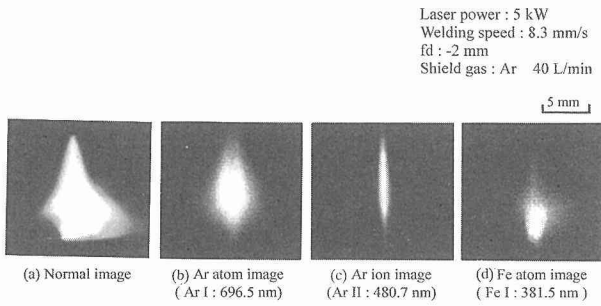 Laser power : 5 kW
Welding speed : 8.3 mm/s
fd : -2 mm
Shield gas : Ar 40 L/min
5 mm
(a) Normal image
(b) Ar atom image
( Ar I : 696.5 nm)
(c) Ar ion image
(Ar II : 480.7 nm)
(d) Fe atom image
( Fe I : 381.5 nm )